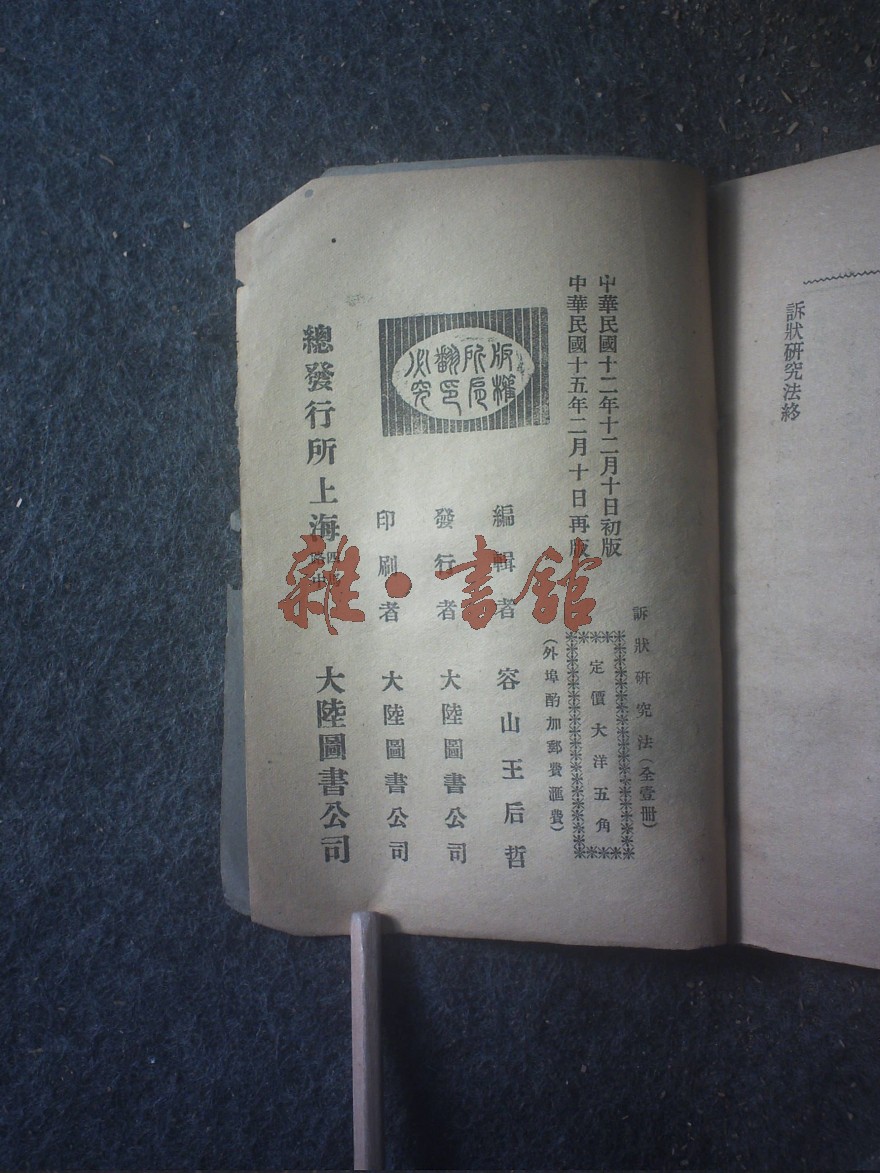 訴狀研究法終
訴狀研究法（全壹冊）
定價大洋五角
（外埠酌加郵費滙費）
中華民國十二年十二月十日初版
中華民國十五年二月十日再版
版權所有翻印必究
編輯者 容山王后哲
發行者 大陸圖書公司
印刷者 大陸圖書公司
總發行所上海 大陸圖書公司
雜·書館